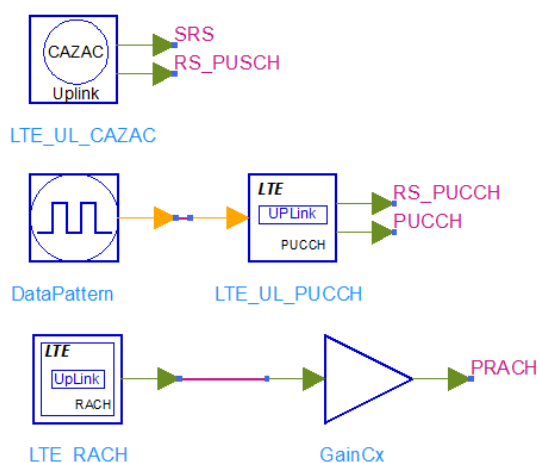 SRS
CAZAC
RS_PUSCH
Uplink
LTE_UL_CAZAC
LTE
RS_PUCCH
UPLink
PUCCH
PUCCH
DataPattern
LTE_UL_PUCCH
LTE
UpLink
PRACH
RACH
LTE_RACH
GainCx